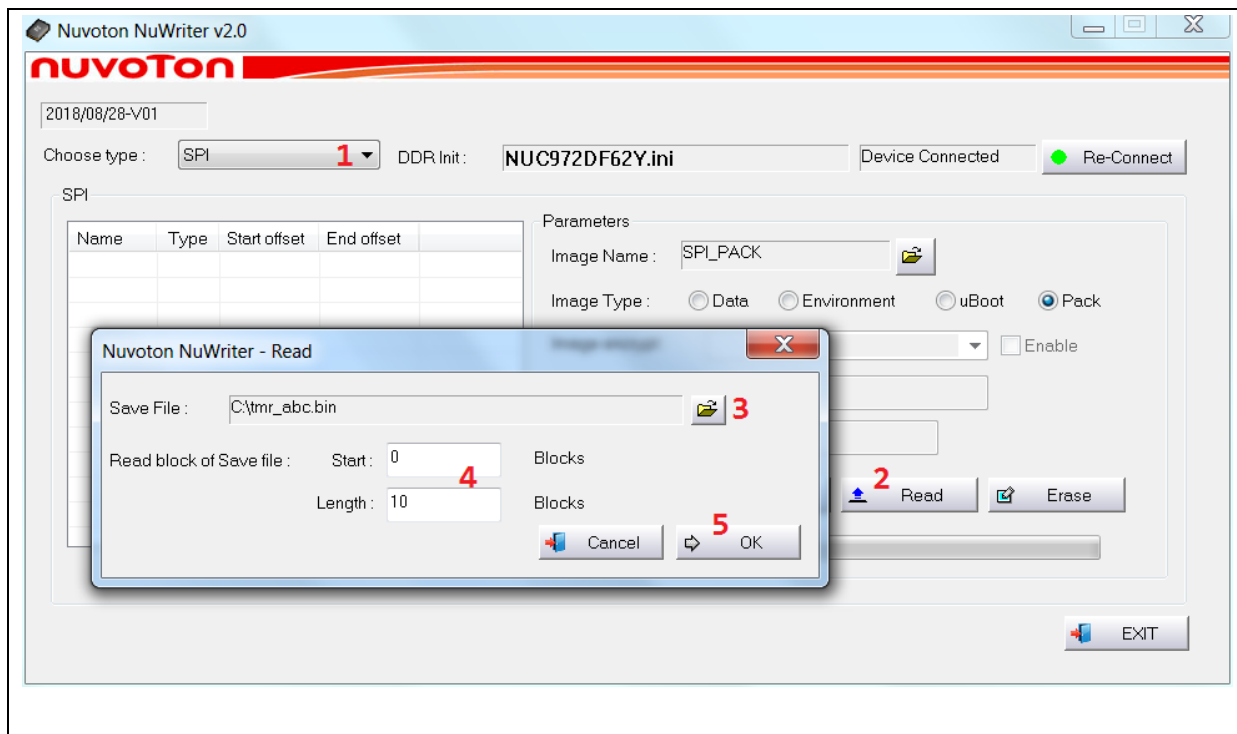 Nuvoton NuWriter v2.0
nuvoTon
2018/08/28-V01
Choose type : SPI 1 DDR Init : NUC972DF62Y.ini Device Connected Re-Connect
SPI
Name Type Start offset End offset
Parameters
Image Name : SPI_PACK
Image Type : Data Environment uBoot Pack
Enable
2 Read Erase
Nuvoton NuWriter - Read
Save File : C:\tmr_abc.bin 3
Read block of Save file : Start : 0 Blocks
4
Length : 10 Blocks
Cancel 5 OK
EXIT